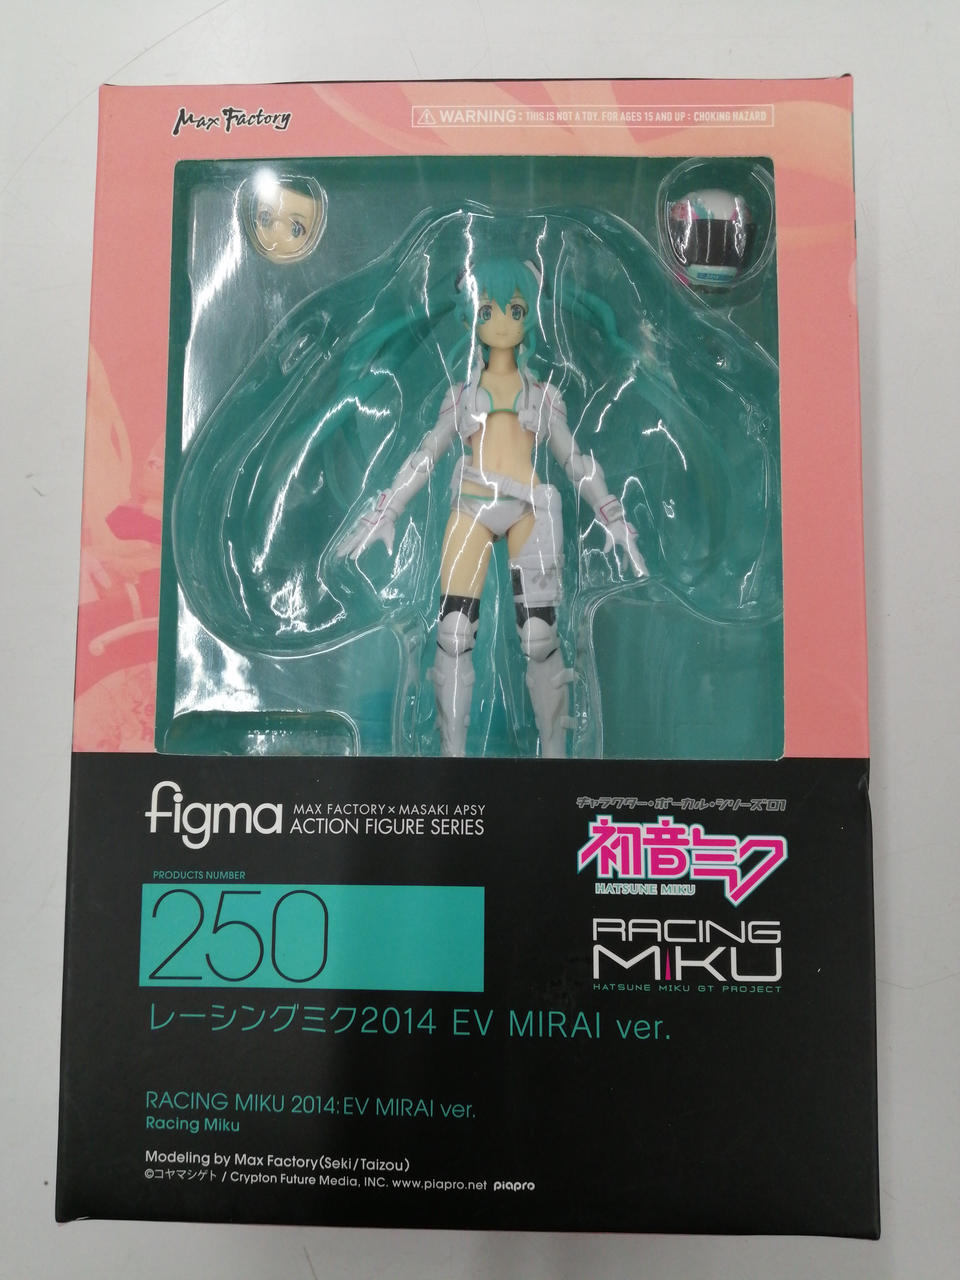 Max Factory
WARNING: THIS IS NOT A TOY. FOR AGES 15 AND UP : CHOKING HAZARD
figma
MAX FACTORY × MASAKI APSY
ACTION FIGURE SERIES
キャラクター・ボーカル・シリーズ01
初音ミク
HATSUNE MIKU
PRODUCTS NUMBER
250
RACING
MIKU
HATSUNE MIKU GT PROJECT
レーシングミク2014 EV MIRAI ver.
RACING MIKU 2014: EV MIRAI ver.
Racing Miku
Modeling by Max Factory(Seki/Taizou)
©コヤマシゲト / Crypton Future Media, INC. www.piapro.net piapro